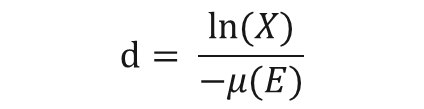 d = ln(X) / −μ(E)